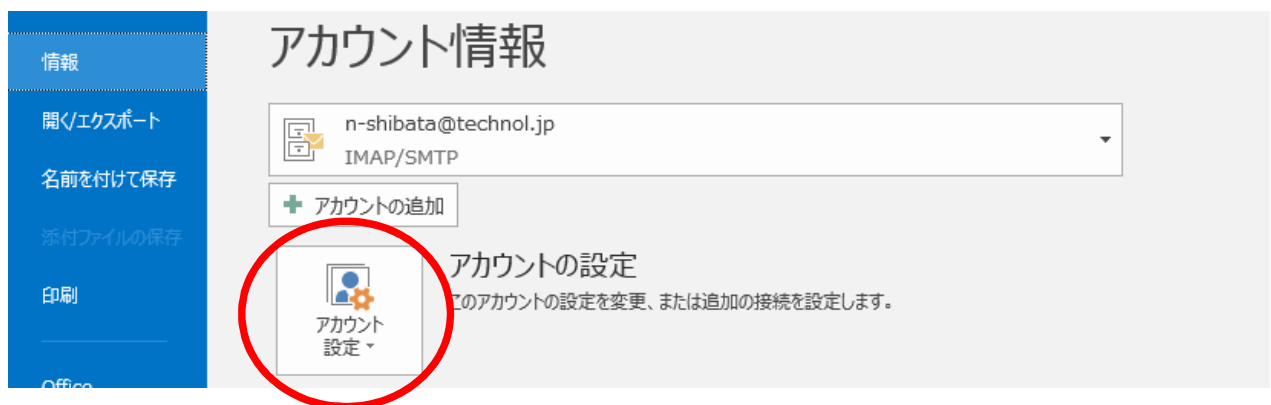 情報
開く/エクスポート
名前を付けて保存
添付ファイルの保存
印刷
Office
アカウント情報
n-shibata@technol.jp
IMAP/SMTP
アカウントの追加
アカウント
設定
アカウントの設定
このアカウントの設定を変更、または追加の接続を設定します。